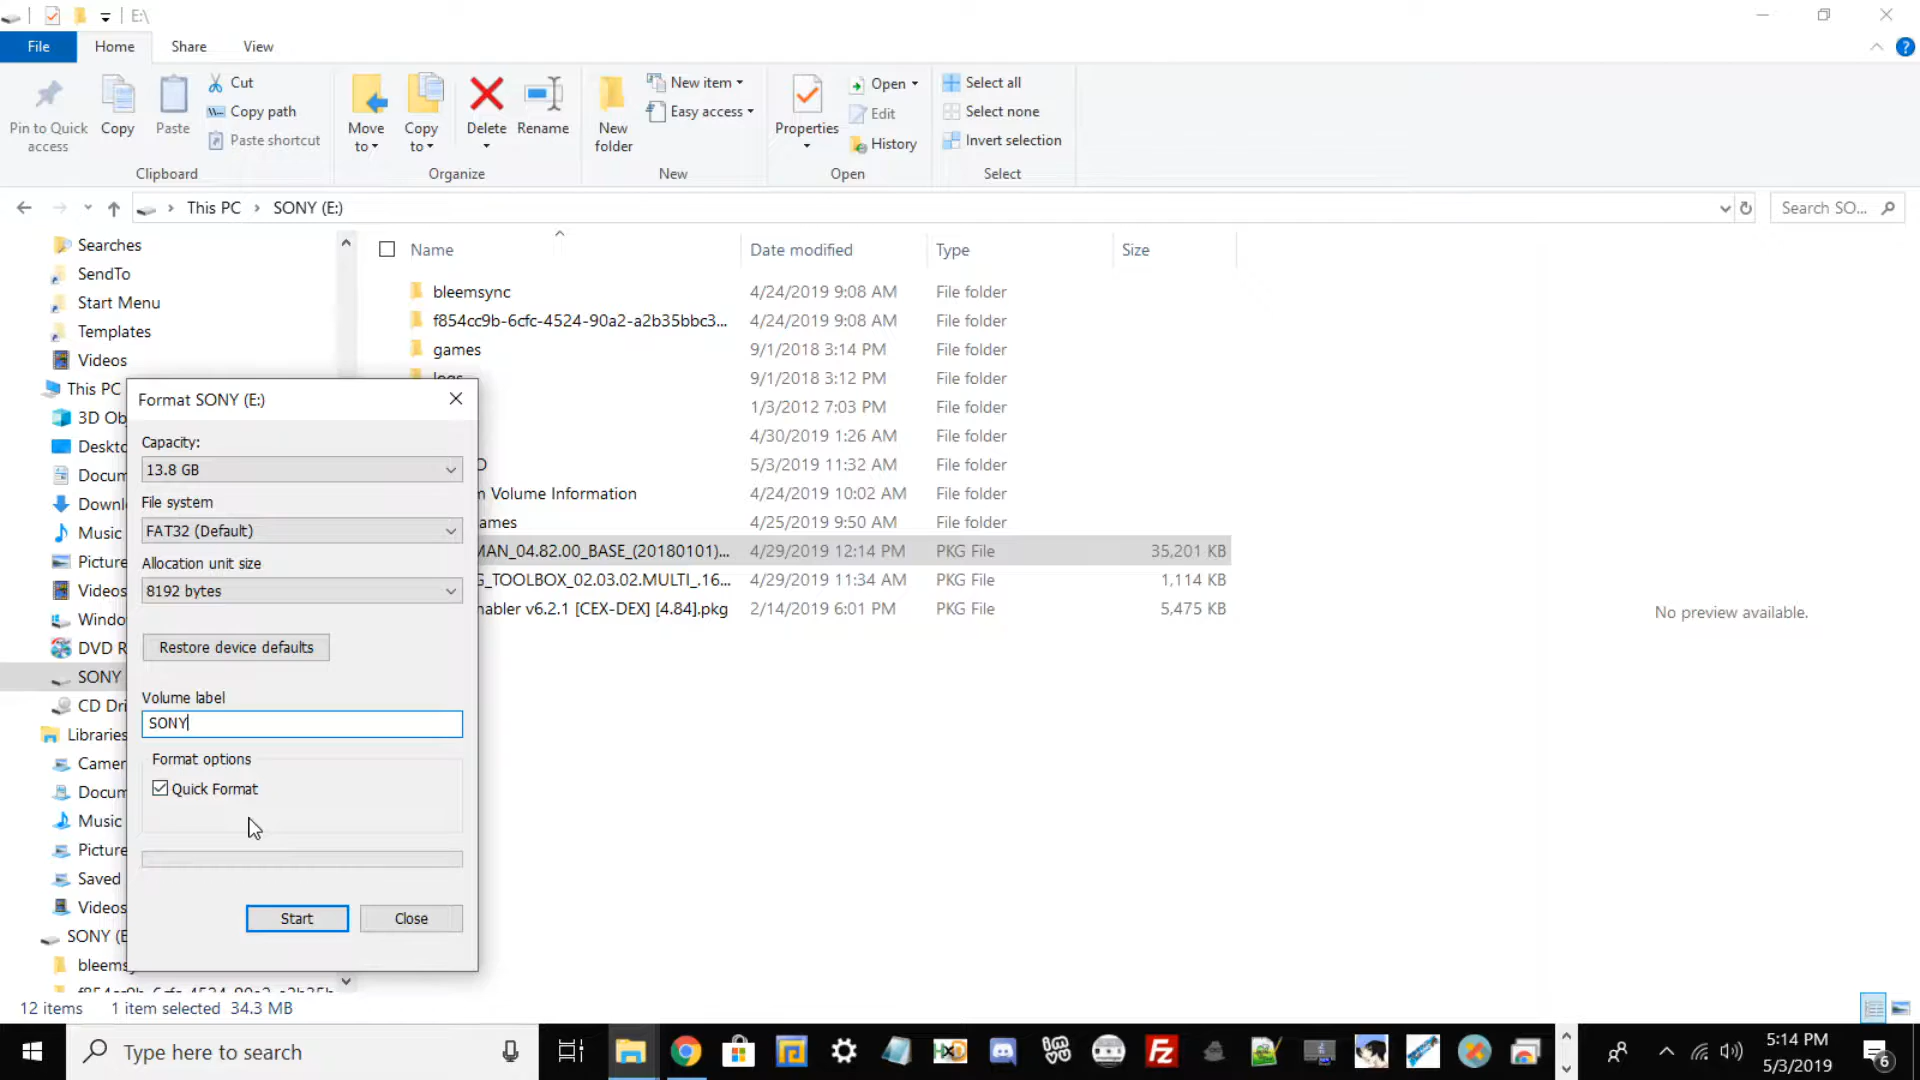 E:\
File Home Share View
Pin to Quick access
Copy
Paste
Cut
Copy path
Paste shortcut
Clipboard
Move to
Copy to
Delete
Rename
Organize
New folder
New item
Easy access
New
Properties
Open
Edit
History
Open
Select all
Select none
Invert selection
Select
This PC > SONY (E:)
Search SO...
Searches
SendTo
Start Menu
Templates
Videos
This PC
3D Ob
Deskto
Docum
Downl
Music
Picture
Videos
Windo
DVD R
SONY
CD Dri
Libraries
Camer
Docum
Music
Picture
Saved
Videos
SONY (E
bleems
Name Date modified Type Size
bleemsync 4/24/2019 9:08 AM File folder
f854cc9b-6cfc-4524-90a2-a2b35bbc3... 4/24/2019 9:08 AM File folder
games 9/1/2018 3:14 PM File folder
logs 9/1/2018 3:12 PM File folder
1/3/2012 7:03 PM File folder
4/30/2019 1:26 AM File folder
5/3/2019 11:32 AM File folder
m Volume Information 4/24/2019 10:02 AM File folder
ames 4/25/2019 9:50 AM File folder
MAN_04.82.00_BASE_(20180101)... 4/29/2019 12:14 PM PKG File 35,201 KB
G_TOOLBOX_02.03.02.MULTI_.16... 4/29/2019 11:34 AM PKG File 1,114 KB
nabler v6.2.1 [CEX-DEX] [4.84].pkg 2/14/2019 6:01 PM PKG File 5,475 KB
No preview available.
Format SONY (E:)
Capacity:
13.8 GB
File system
FAT32 (Default)
Allocation unit size
8192 bytes
Restore device defaults
Volume label
SONY
Format options
Quick Format
Start Close
12 items 1 item selected 34.3 MB
Type here to search
5:14 PM
5/3/2019
6